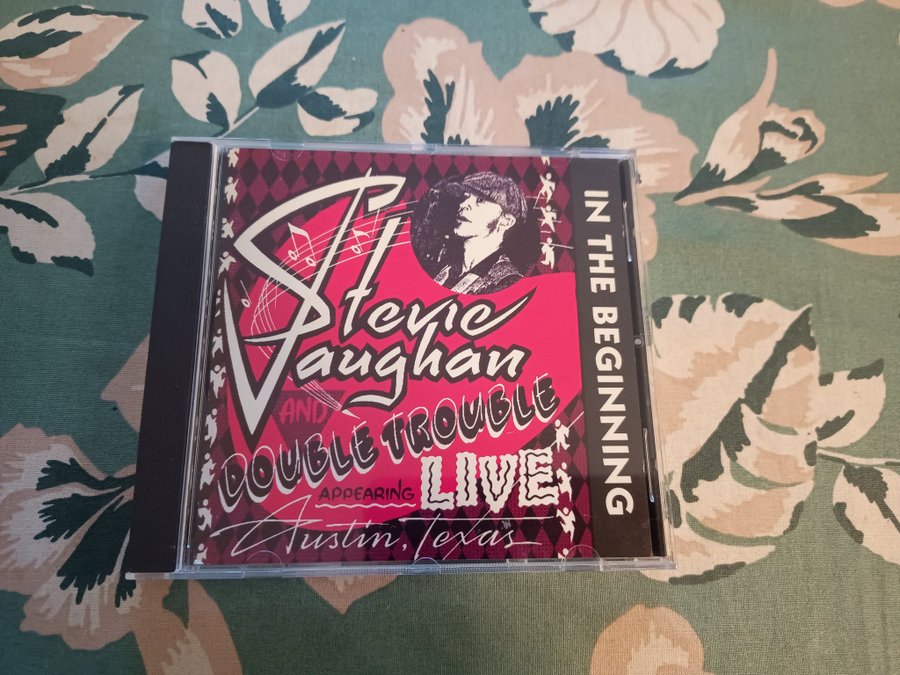 Stevie
Vaughan
AND
DOUBLE TROUBLE
APPEARING LIVE
Austin, Texas
IN THE BEGINNING